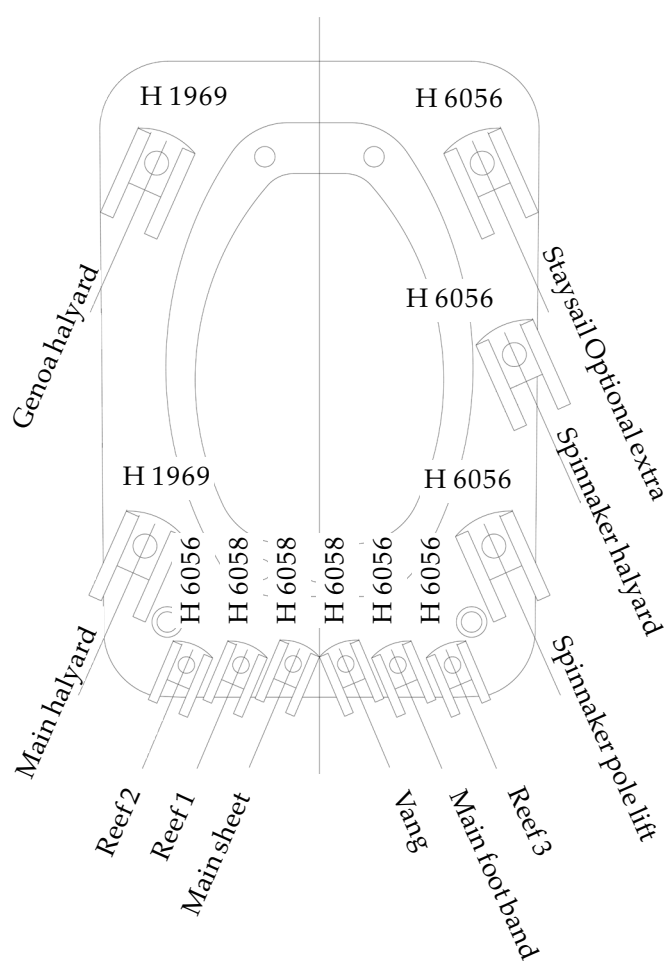 H 1969
H 6056
Genoa halyard
Staysail Optional extra
H 6056
Spinnaker halyard
H 1969
H 6056
H 6056
H 6058
H 6058
H 6058
H 6056
H 6056
Main halyard
Spinnaker pole lift
Reef 2
Reef 1
Main sheet
Vang
Main foot band
Reef 3